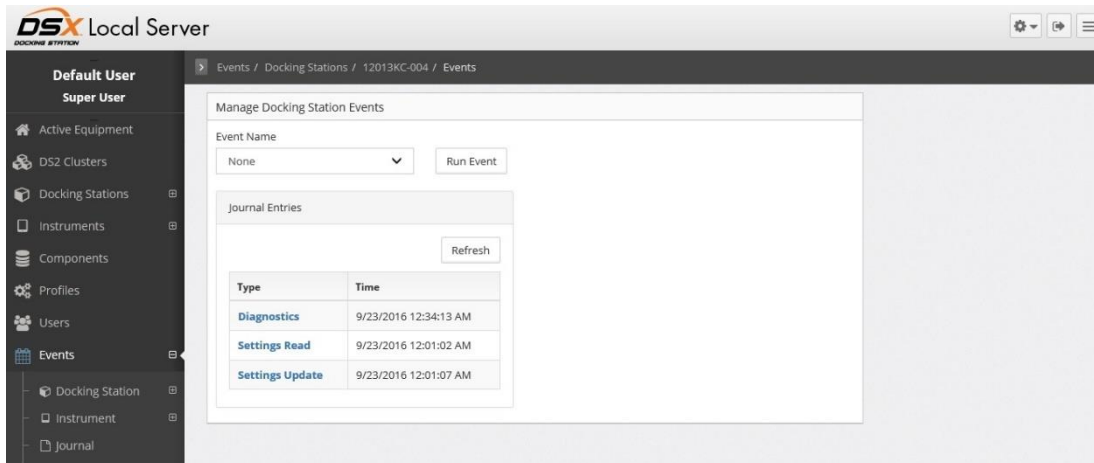 DSX Local Server
DOCKING STATION
Default User
Super User
Active Equipment
DS2 Clusters
Docking Stations
Instruments
Components
Profiles
Users
Events
Docking Station
Instrument
Journal
Events / Docking Stations / 12013KC-004 / Events
Manage Docking Station Events
Event Name
None Run Event
Journal Entries
Refresh
Type Time
Diagnostics 9/23/2016 12:34:13 AM
Settings Read 9/23/2016 12:01:02 AM
Settings Update 9/23/2016 12:01:07 AM